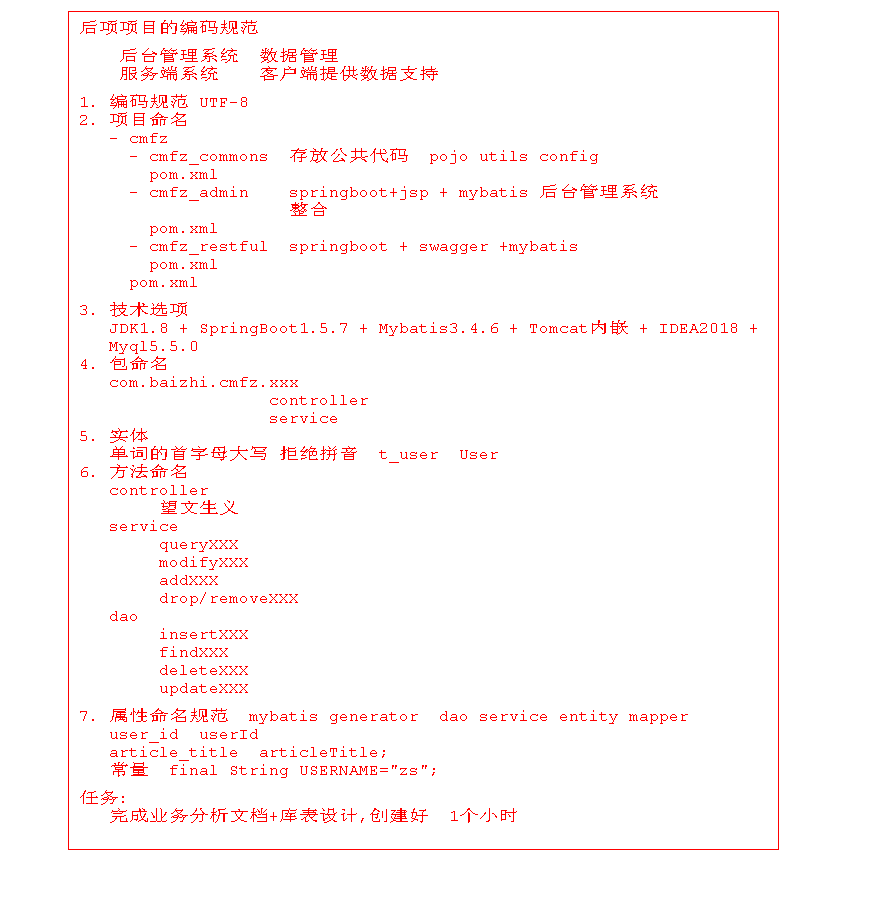 后项项目的编码规范
后台管理系统 数据管理
服务端系统 客户端提供数据支持
1. 编码规范 UTF-8
2. 项目命名
- cmfz
- cmfz_commons 存放公共代码 pojo utils config
pom.xml
- cmfz_admin springboot+jsp + mybatis 后台管理系统
整合
pom.xml
- cmfz_restful springboot + swagger +mybatis
pom.xml
pom.xml
3. 技术选项
JDK1.8 + SpringBoot1.5.7 + Mybatis3.4.6 + Tomcat内嵌 + IDEA2018 +
Myql5.5.0
4. 包命名
com.baizhi.cmfz.xxx
controller
service
5. 实体
单词的首字母大写 拒绝拼音 t_user User
6. 方法命名
controller
望文生义
service
queryXXX
modifyXXX
addXXX
drop/removeXXX
dao
insertXXX
findXXX
deleteXXX
updateXXX
7. 属性命名规范 mybatis generator dao service entity mapper
user_id userId
article_title articleTitle;
常量 final String USERNAME="zs";
任务:
完成业务分析文档+库表设计,创建好 1个小时